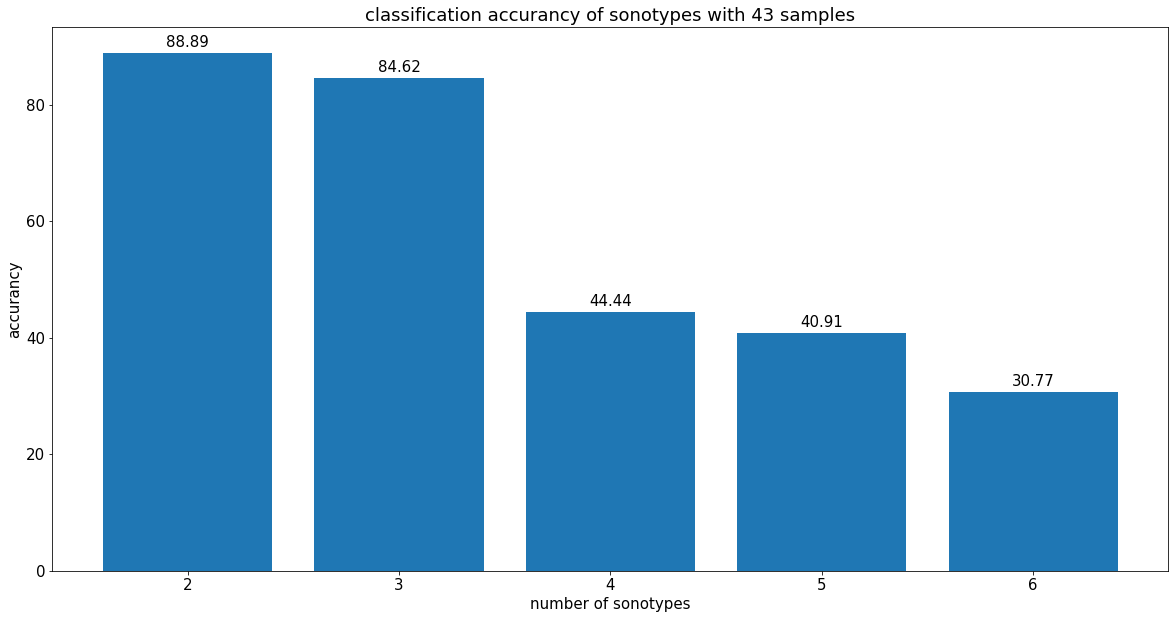 classification accurancy of sonotypes with 43 samples
88.89
84.62
44.44
40.91
30.77
accurancy
80
60
40
20
0
2 3 4 5 6
number of sonotypes